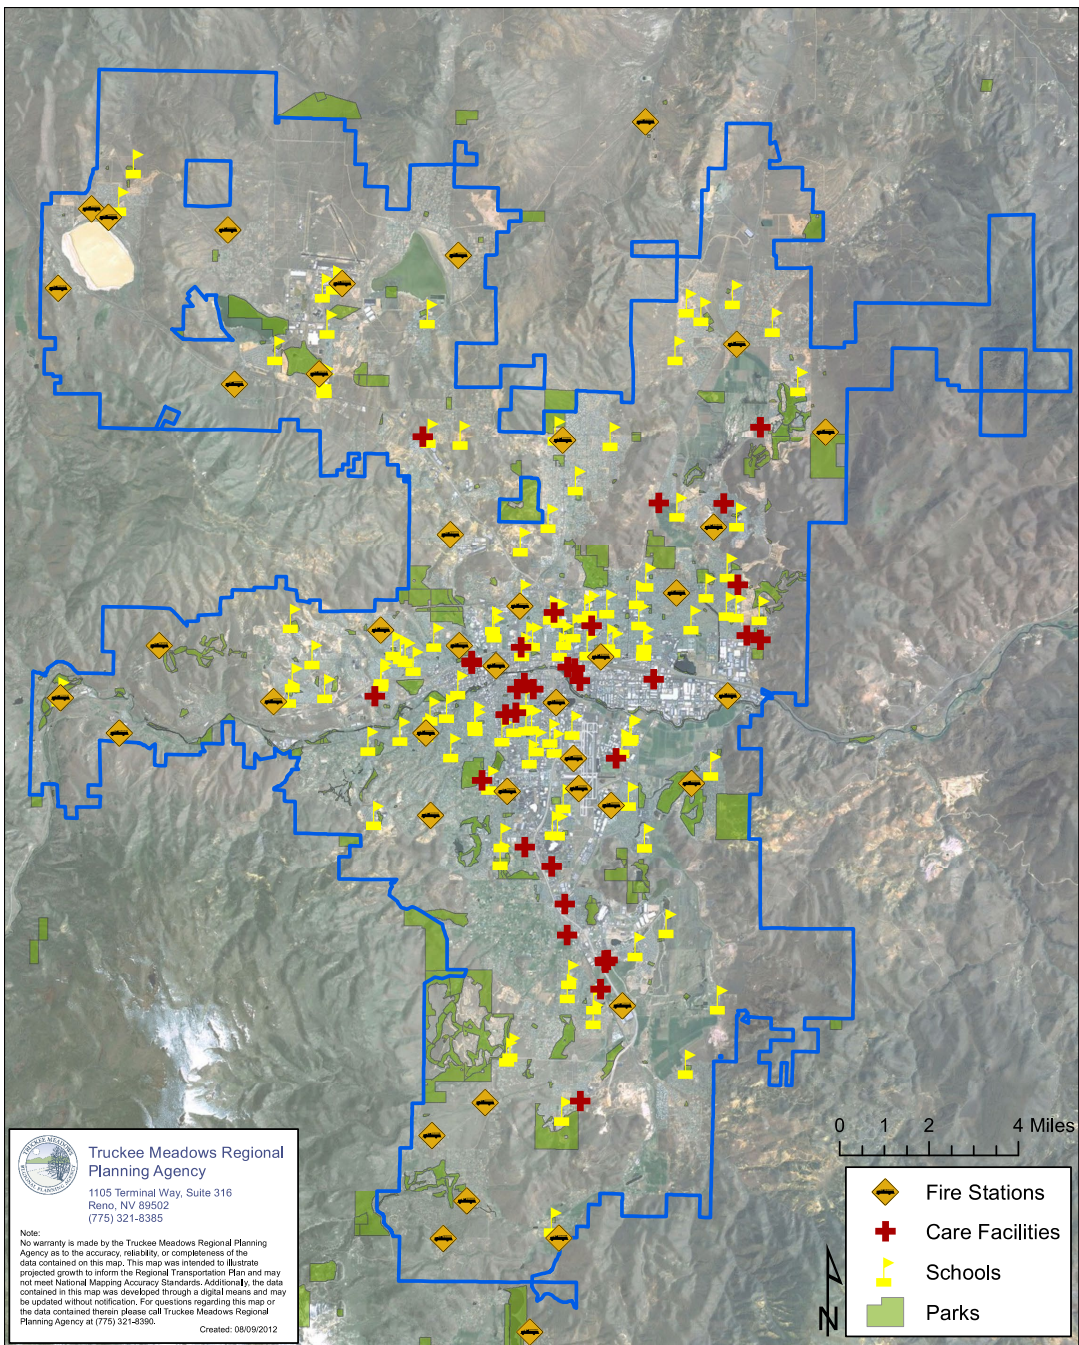 0 2 4 Miles
TRUCKEE MEADOWS
REGIONAL PLANNING AGENCY
Truckee Meadows Regional
Planning Agency
1105 Terminal Way, Suite 316
Reno, NV 89502
(775) 321-8385
Note:
No warranty is made by the Truckee Meadows Regional Planning
Agency as to the accuracy, reliability, or completeness of the
data contained on this map. This map was intended to illustrate
projected growth to inform the Regional Transportation Plan and may
not meet National Mapping Accuracy Standards. Additionally, the data
contained in this map was developed through a digital means and may
be updated without notification. For questions regarding this map or
the data contained therein please call Truckee Meadows Regional
Planning Agency at (775) 321-8390.
Created: 08/09/2012
N
Fire Stations
Care Facilities
Schools
Parks